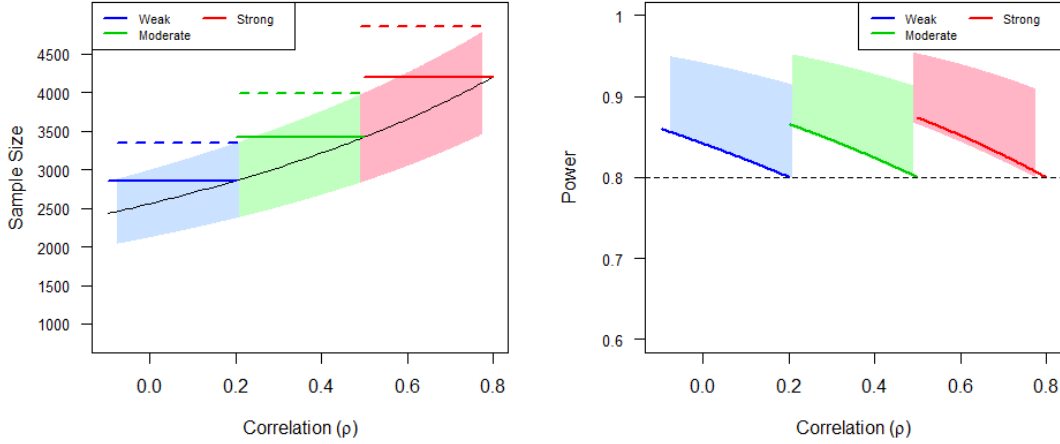 Weak Strong
Moderate
4500
4000
3500
3000
2500
2000
1500
1000
Sample Size
0.0 0.2 0.4 0.6 0.8
Correlation (ρ)
Weak Strong
Moderate
1
0.9
0.8
0.7
0.6
Power
0.0 0.2 0.4 0.6 0.8
Correlation (ρ)